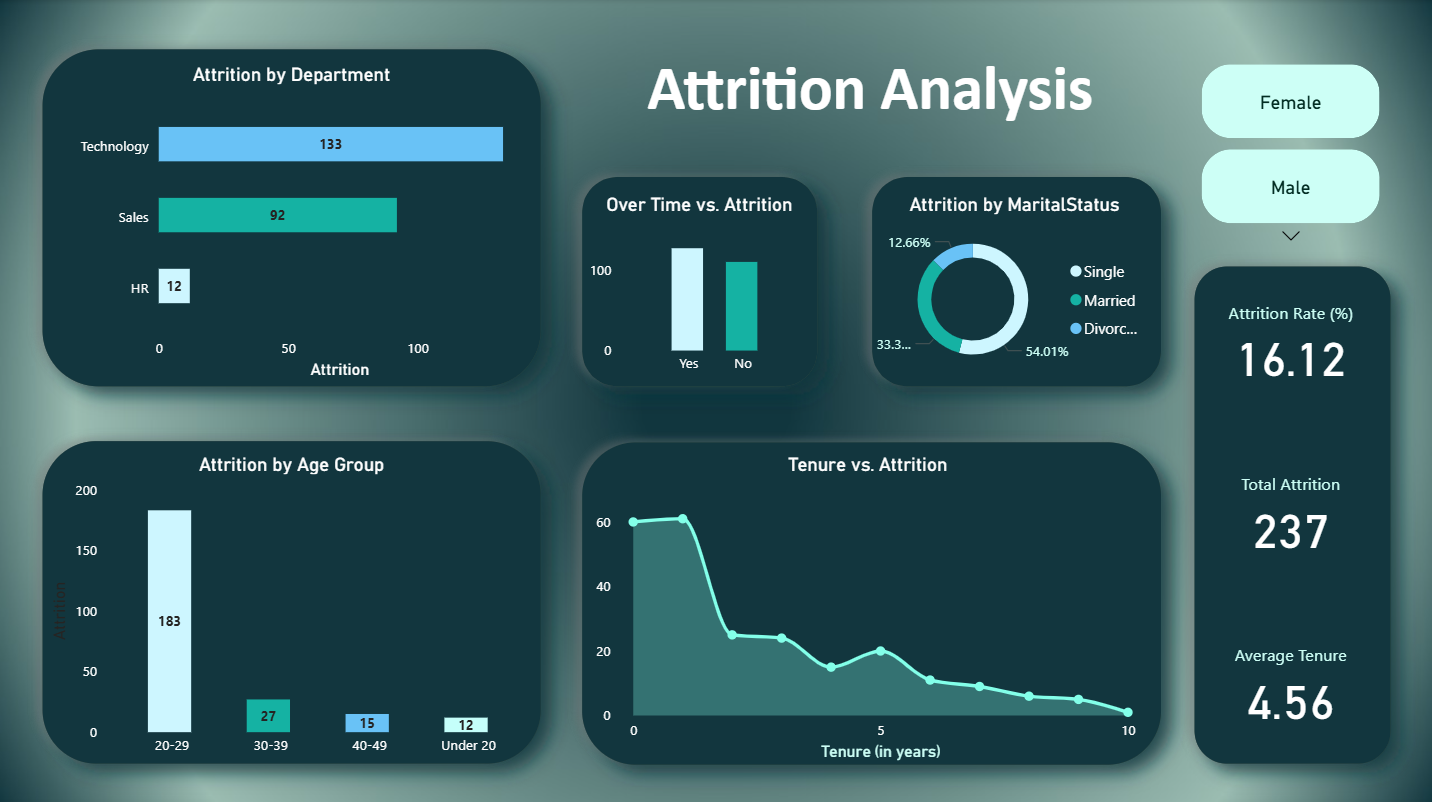 Attrition Analysis
Attrition by Department
Technology
133
Sales
92
HR
12
0 50 100
Attrition
Over Time vs. Attrition
100
0
Yes No
Attrition by MaritalStatus
12.66%
33.3...
54.01%
Single
Married
Divorc...
Female
Male
Attrition Rate (%)
16.12
Total Attrition
237
Average Tenure
4.56
Attrition by Age Group
Attrition
200
150
100
50
0
183
27
15
12
20-29 30-39 40-49 Under 20
Tenure vs. Attrition
60
40
20
0
0 5 10
Tenure (in years)